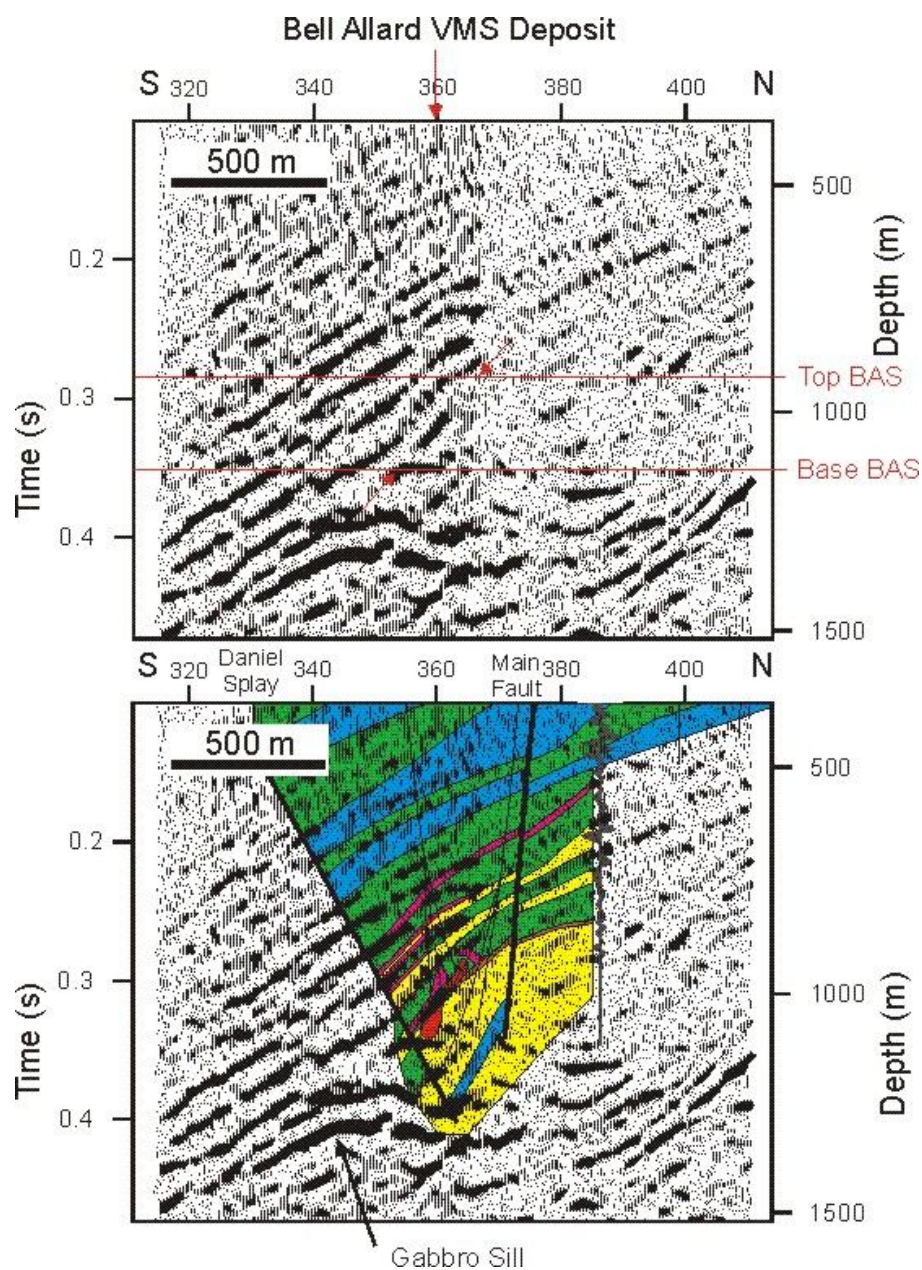 Bell Allard VMS Deposit
S 320 340 360 380 400 N
500 m
500
0.2
Depth (m)
Top BAS
0.3
1000
Time (s)
Base BAS
0.4
1500
S 320 Daniel Splay 340 360 Main Fault 380 400 N
500 m
500
0.2
0.3
1000
Time (s)
Depth (m)
0.4
1500
Gabbro Sill